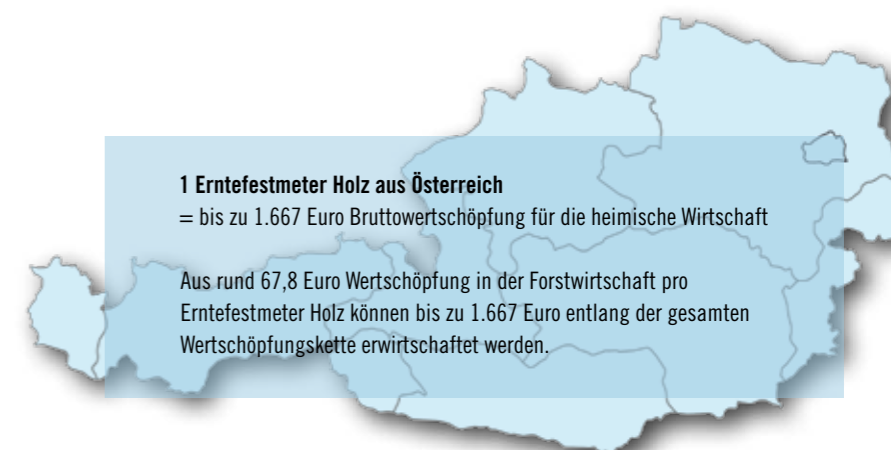 1 Erntefestmeter Holz aus Österreich
= bis zu 1.667 Euro Bruttowertschöpfung für die heimische Wirtschaft
Aus rund 67,8 Euro Wertschöpfung in der Forstwirtschaft pro
Erntefestmeter Holz können bis zu 1.667 Euro entlang der gesamten
Wertschöpfungskette erwirtschaftet werden.